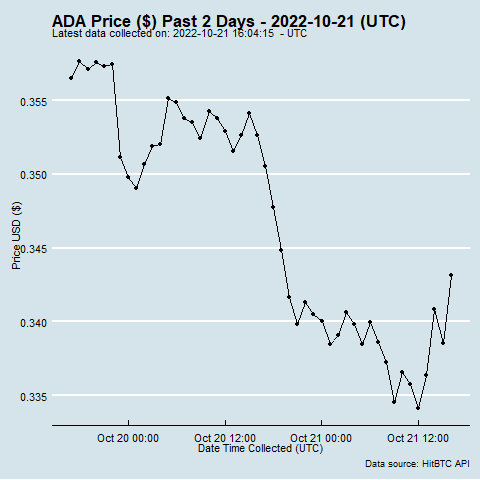 ADA Price ($) Past 2 Days - 2022-10-21 (UTC)
Latest data collected on: 2022-10-21 16:04:15 - UTC
Price USD ($)
0.355
0.350
0.345
0.340
0.335
Oct 20 00:00 Oct 20 12:00 Oct 21 00:00 Oct 21 12:00
Date Time Collected (UTC)
Data source: HitBTC API